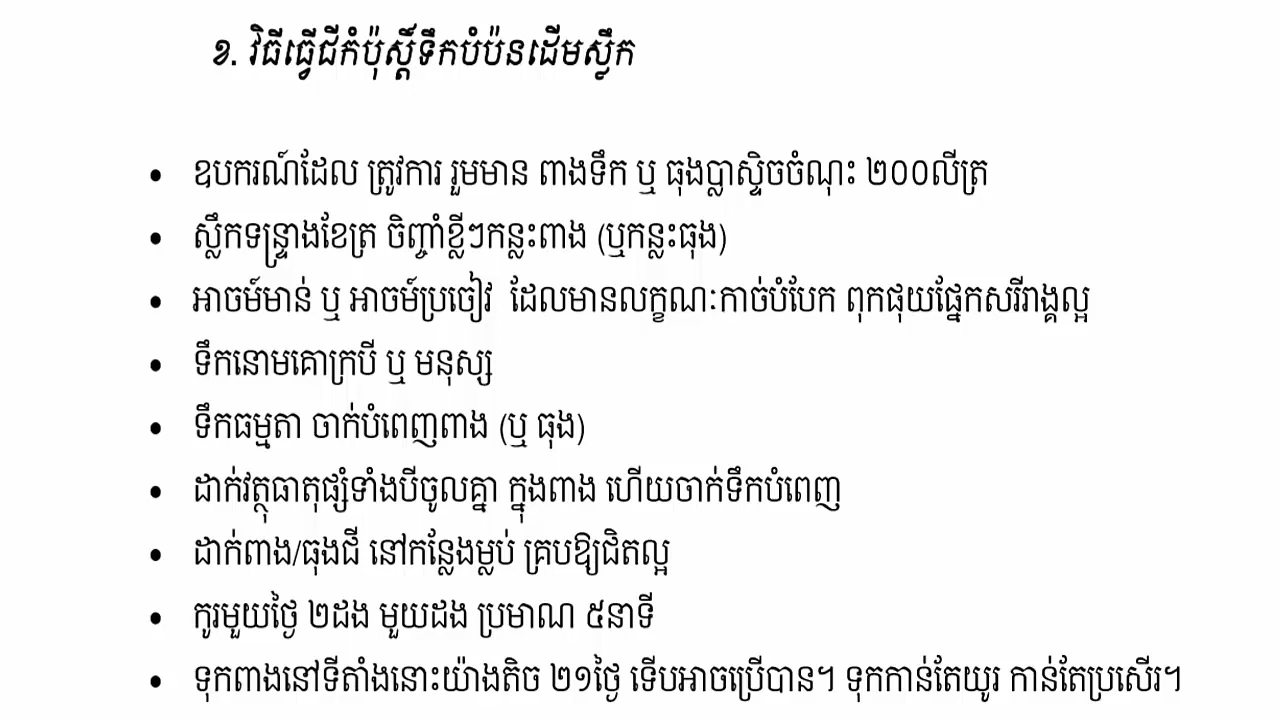 ខ. វិធីធ្វើជីកំប៉ុស្តិ៍ទឹកបំប៉នដើមស្លឹក
• ឧបករណ៍ដែល ត្រូវការ រួមមាន ពាងទឹក ឬ ធុងប្លាស្ទិចចំណុះ ២០០លីត្រ
• ស្លឹកទន្ទ្រានខែត្រ ចិញ្ចាំខ្លីៗកន្លះពាង (ឬកន្លះធុង)
• អាចម៍មាន់ ឬ អាចម៍ប្រចៀវ ដែលមានលក្ខណៈកាច់បំបែក ពុកផុយផ្នែកសរីរាង្គល្អ
• ទឹកនោមគោក្របី ឬ មនុស្ស
• ទឹកធម្មតា ចាក់បំពេញពាង (ឬ ធុង)
• ដាក់វត្ថុធាតុផ្សំទាំងបីចូលគ្នា ក្នុងពាង ហើយចាក់ទឹកបំពេញ
• ដាក់ពាង/ធុងជី នៅកន្លែងម្លប់ គ្របឱ្យជិតល្អ
• កូរមួយថ្ងៃ ២ដង មួយដង ប្រមាណ ៥នាទី
• ទុកពាងនៅទីតាំងនោះយ៉ាងតិច ២១ថ្ងៃ ទើបអាចប្រើបាន។ ទុកកាន់តែយូរ កាន់តែប្រសើរ។